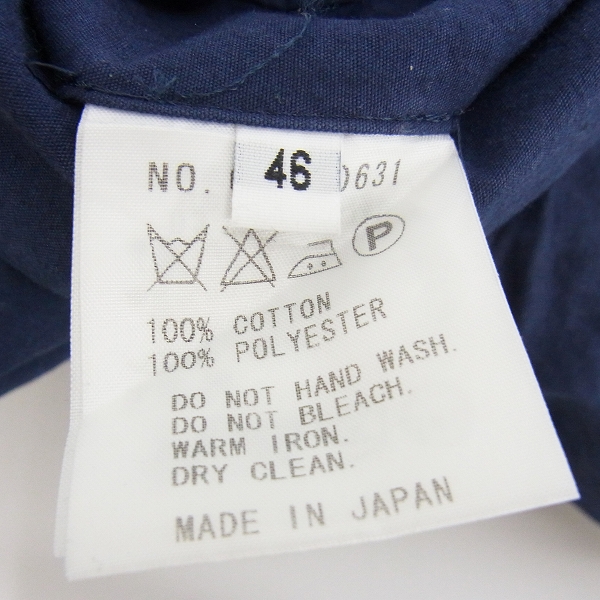 NO. 0631
46
P
100% COTTON
100% POLYESTER
DO NOT HAND WASH.
DO NOT BLEACH.
WARM IRON.
DRY CLEAN.
MADE IN JAPAN